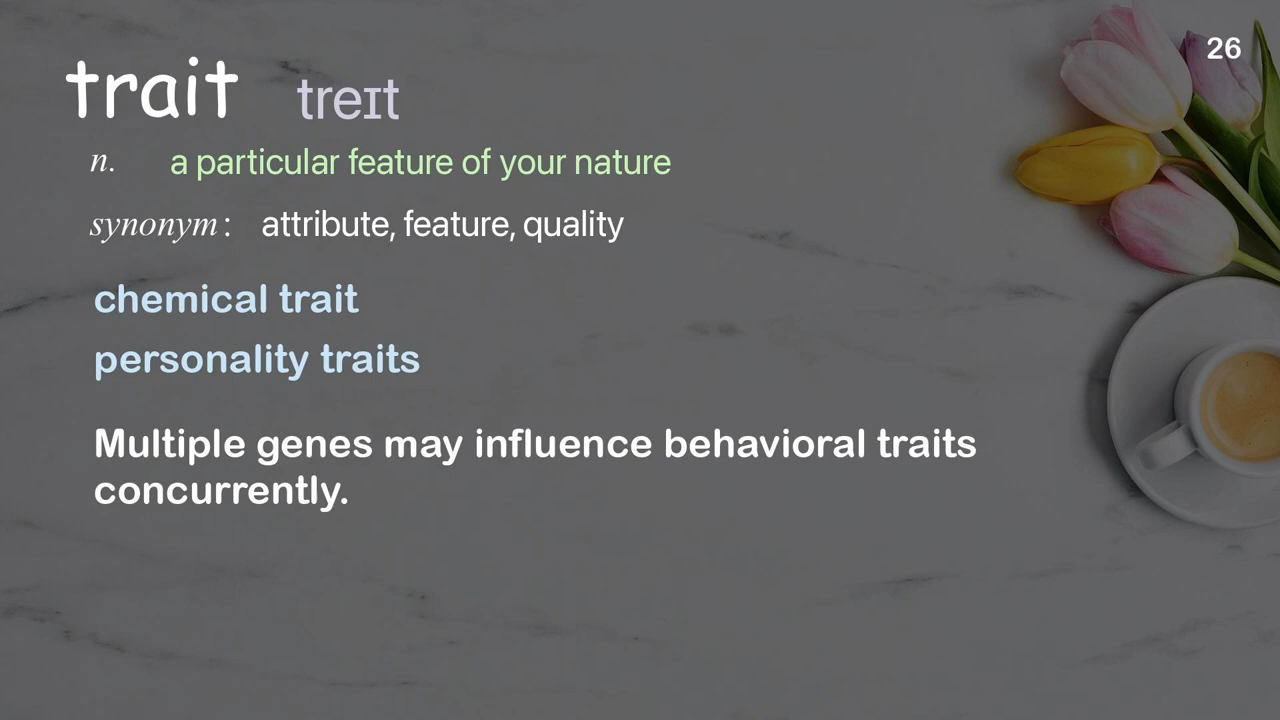 26
trait treɪt
n. a particular feature of your nature
synonym: attribute, feature, quality
chemical trait
personality traits
Multiple genes may influence behavioral traits
concurrently.